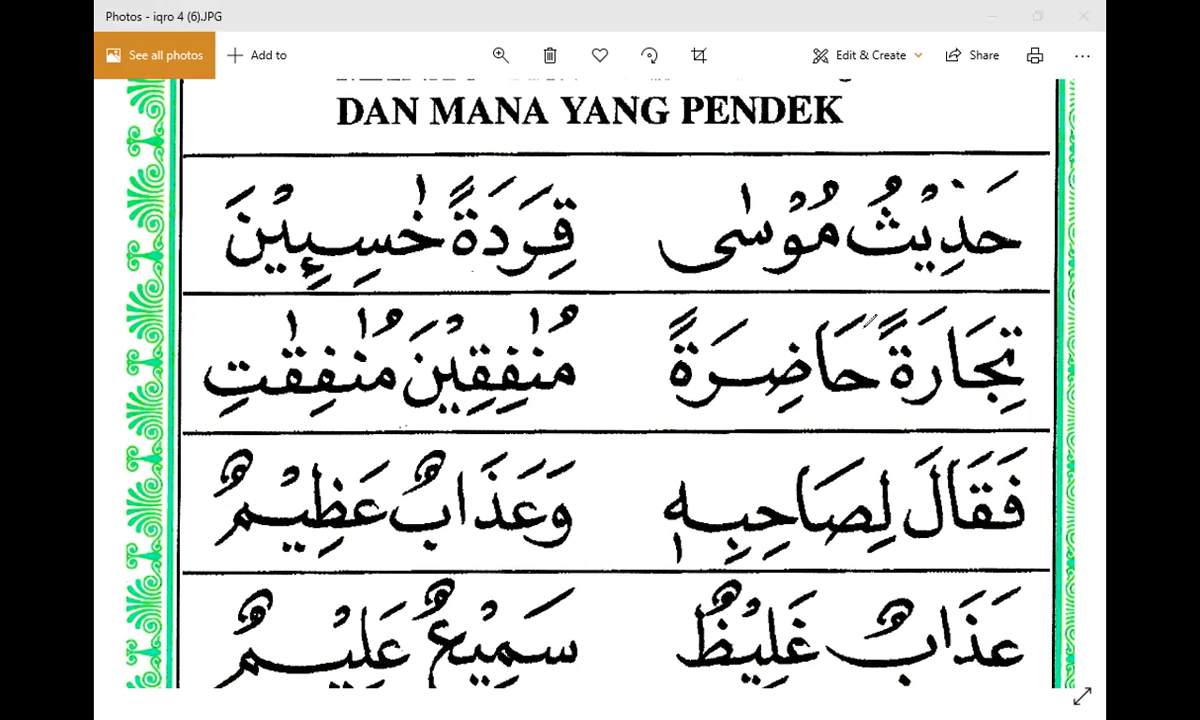 Photos - iqro 4 (6).JPG
See all photos + Add to Edit & Create Share
DAN MANA YANG PENDEK
حَدِيْثُ مُوْسٰى قِرَدَةً خٰسِـِٕيْنَ
تِجَارَةً حَاضِرَةً مُنٰفِقِيْنَ مُنٰفِقٰتِ
فَقَالَ لِصَاحِبِهٖ وَعَذَابٌ عَظِيْمٌ
عَذَابٌ غَلِيْظٌ سَمِيْعٌ عَلِيْمٌ